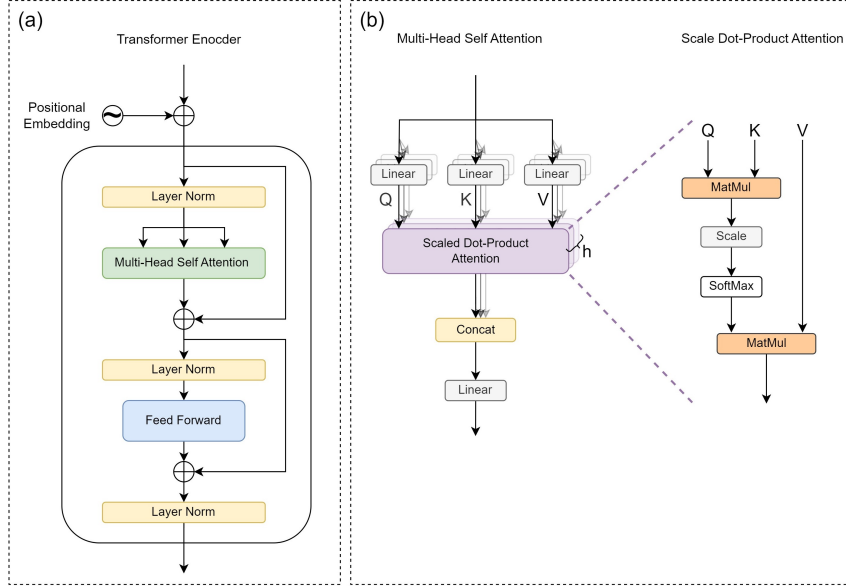 (a)
Transformer Enocder
Positional
Embedding
Layer Norm
Multi-Head Self Attention
Layer Norm
Feed Forward
Layer Norm
(b)
Multi-Head Self Attention
Linear
Linear
Linear
Q
K
V
Scaled Dot-Product
Attention
h
Concat
Linear
Scale Dot-Product Attention
Q
K
V
MatMul
Scale
SoftMax
MatMul